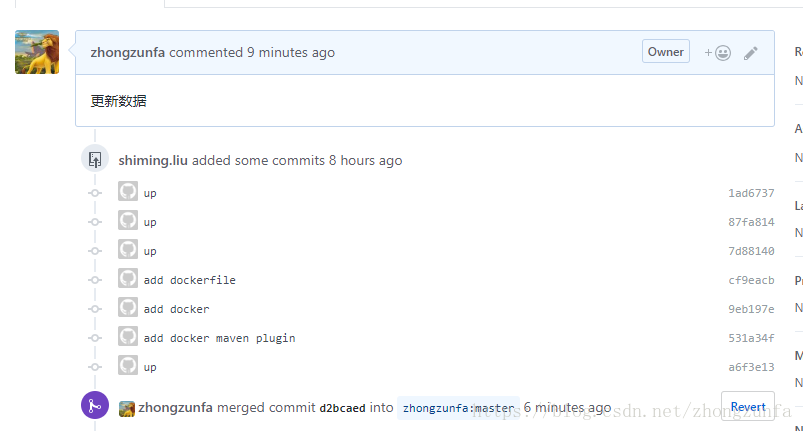 zhongzunfa commented 9 minutes ago Owner
更新数据
shiming.liu added some commits 8 hours ago
up 1ad6737
up 87fa814
up 7d88140
add dockerfile cf9eacb
add docker 9eb197e
add docker maven plugin 531a34f
up a6f3e13
zhongzunfa merged commit d2bcaed into zhongzunfa:master 6 minutes ago Revert
https://blog.csdn.net/zhongzunfa